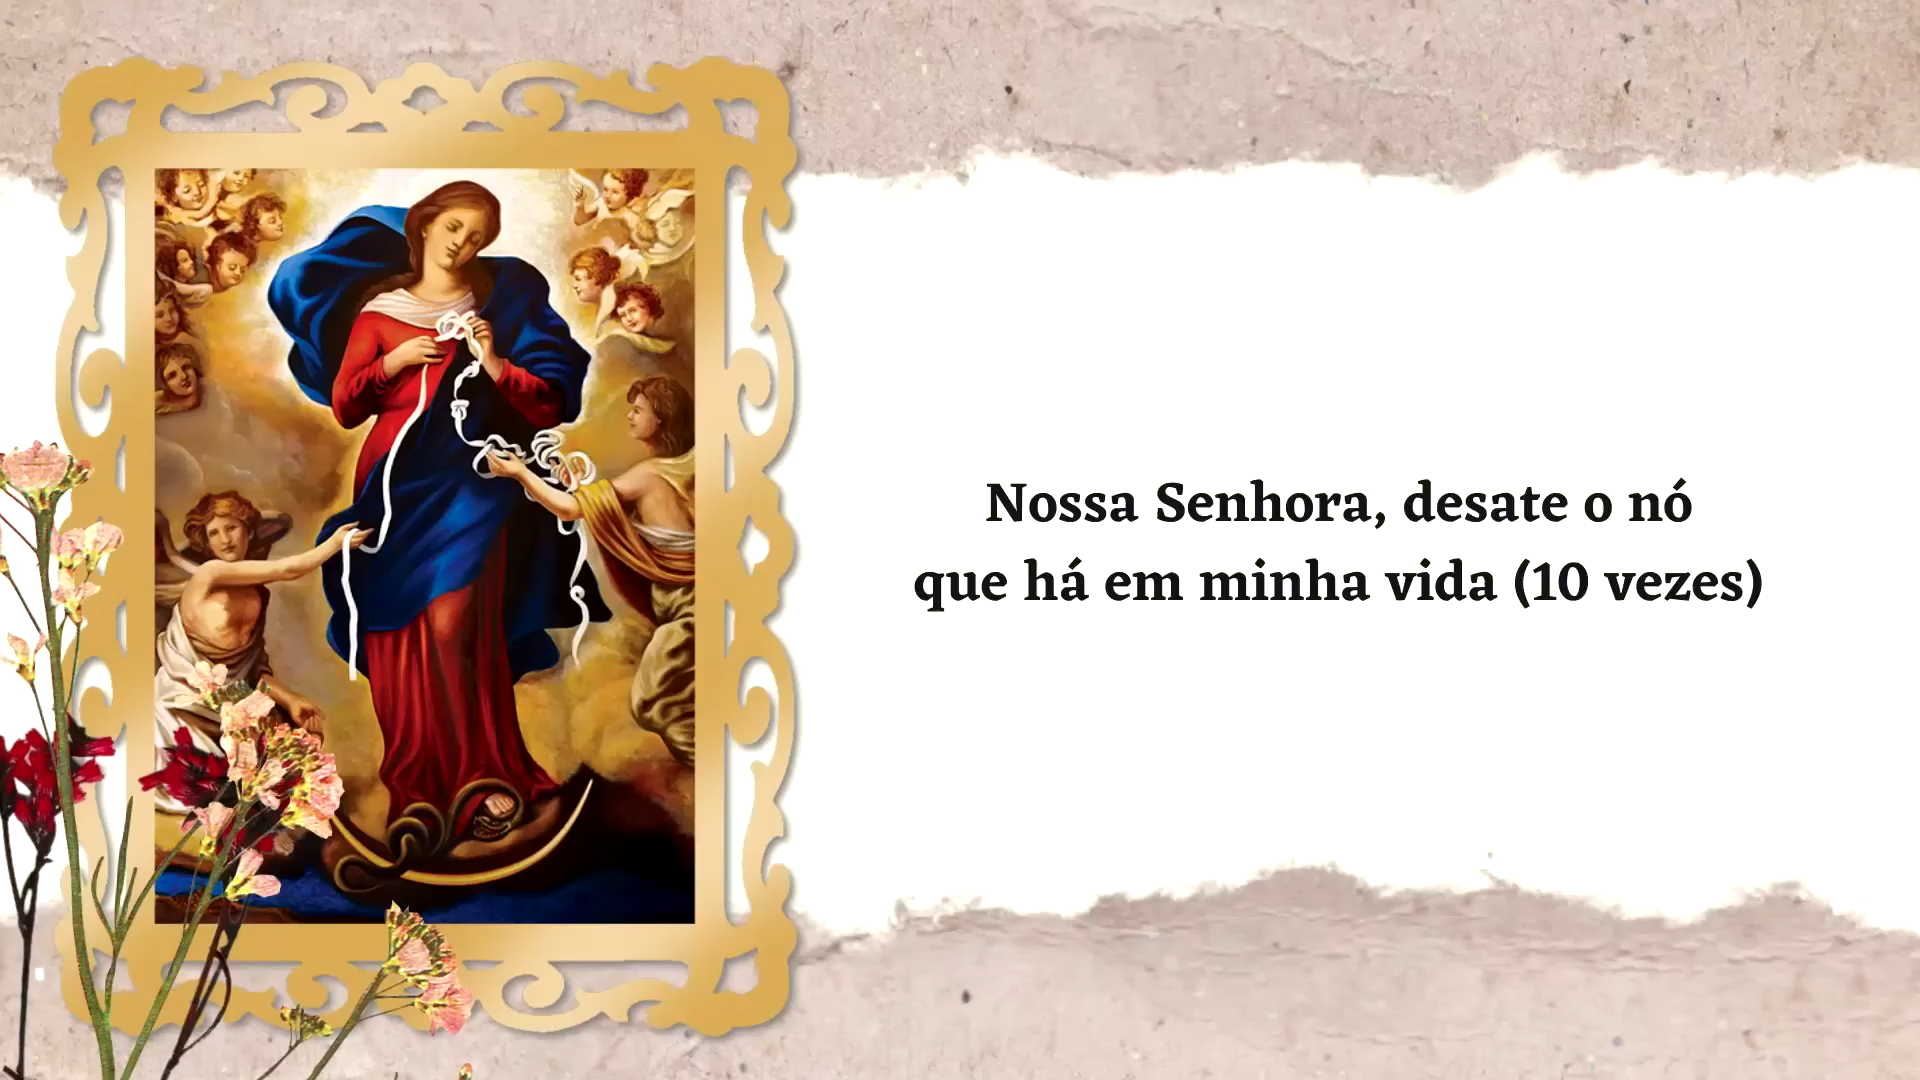 Nossa Senhora, desate o nó
que há em minha vida (10 vezes)